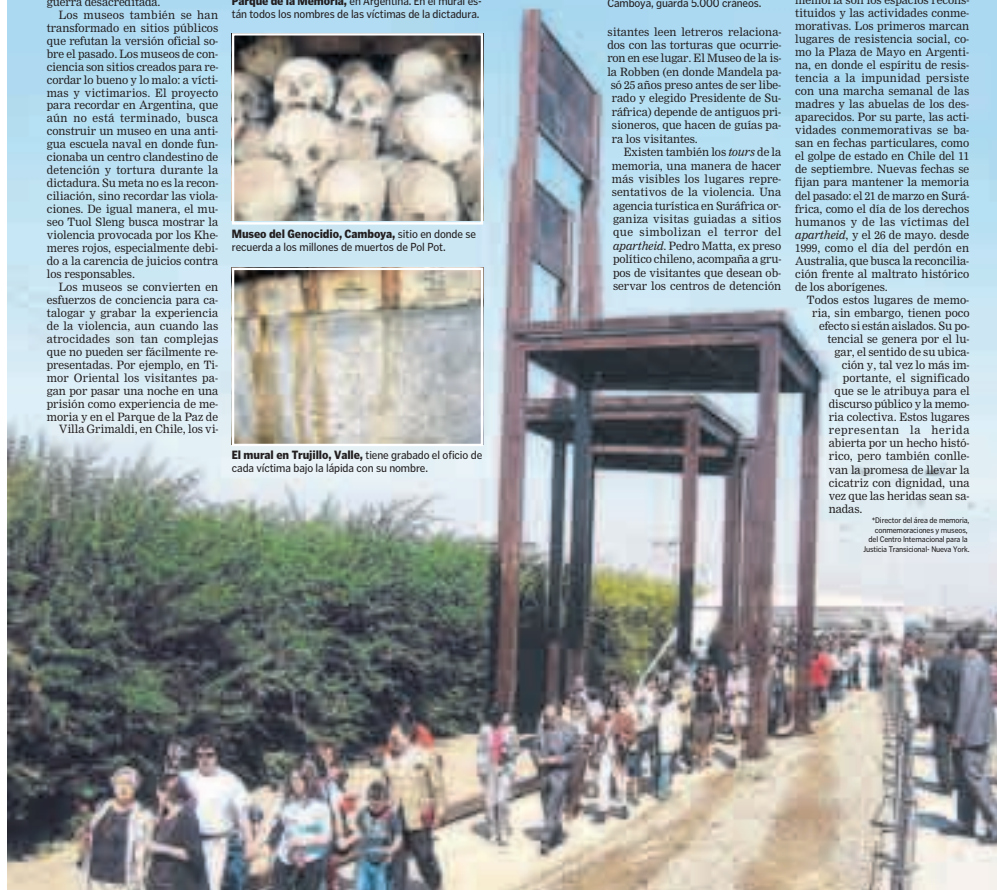 guerra desacreditada.
Los museos también se han
transformado en sitios públicos
que refutan la versión oficial so-
bre el pasado. Los museos de con-
ciencia son sitios creados para re-
cordar lo bueno y lo malo: a vícti-
mas y victimarios. El proyecto
para recordar en Argentina, que
aún no está terminado, busca
construir un museo en una anti-
gua escuela naval en donde fun-
cionaba un centro clandestino de
detención y tortura durante la
dictadura. Su meta no es la recon-
ciliación, sino recordar las viola-
ciones. De igual manera, el mu-
seo Tuol Sleng busca mostrar la
violencia provocada por los Khe-
meres rojos, especialmente debi-
do a la carencia de juicios contra
los responsables.
Los museos se convierten en
esfuerzos de conciencia para ca-
talogar y grabar la experiencia
de la violencia, aun cuando las
atrocidades son tan complejas
que no pueden ser fácilmente re-
presentadas. Por ejemplo, en Ti-
mor Oriental los visitantes pa-
gan por pasar una noche en una
prisión como experiencia de me-
moria y en el Parque de la Paz de
Villa Grimaldi, en Chile, los vi-
Parque de la Memoria, en Argentina. En el mural es-
tán todos los nombres de las víctimas de la dictadura.
Museo del Genocidio, Camboya, sitio en donde se
recuerda a los millones de muertos de Pol Pot.
El mural en Trujillo, Valle, tiene grabado el oficio de
cada víctima bajo la lápida con su nombre.
Camboya, guarda 5.000 cráneos.
sitantes leen letreros relaciona-
dos con las torturas que ocurrie-
ron en ese lugar. El Museo de la is-
la Robben (en donde Mandela pa-
só 25 años preso antes de ser libe-
rado y elegido Presidente de Su-
ráfrica) depende de antiguos pri-
sioneros, que hacen de guías pa-
ra los visitantes.
Existen también los tours de la
memoria, una manera de hacer
más visibles los lugares repre-
sentativos de la violencia. Una
agencia turística en Suráfrica or-
ganiza visitas guiadas a sitios
que simbolizan el terror del
apartheid. Pedro Matta, ex preso
político chileno, acompaña a gru-
pos de visitantes que desean ob-
servar los centros de detención
memoria son los espacios recons-
tituidos y las actividades conme-
morativas. Los primeros marcan
lugares de resistencia social, co-
mo la Plaza de Mayo en Argenti-
na, en donde el espíritu de resis-
tencia a la impunidad persiste
con una marcha semanal de las
madres y las abuelas de los des-
aparecidos. Por su parte, las acti-
vidades conmemorativas se ba-
san en fechas particulares, como
el golpe de estado en Chile del 11
de septiembre. Nuevas fechas se
fijan para mantener la memoria
del pasado: el 21 de marzo en Surá-
frica, como el día de los derechos
humanos y de las víctimas del
apartheid, y el 26 de mayo. desde
1999, como el día del perdón en
Australia, que busca la reconcilia-
ción frente al maltrato histórico
de los aborígenes.
Todos estos lugares de memo-
ria, sin embargo, tienen poco
efecto si están aislados. Su po-
tencial se genera por el lu-
gar, el sentido de su ubica-
ción y, tal vez lo más im-
portante, el significado
que se le atribuya para el
discurso público y la memo-
ria colectiva. Estos lugares
representan la herida
abierta por un hecho histó-
rico, pero también conlle-
van la promesa de llevar la
cicatriz con dignidad, una
vez que las heridas sean sa-
nadas.
*Director del área de memoria,
conmemoraciones y museos,
del Centro Internacional para la
Justicia Transicional- Nueva York.